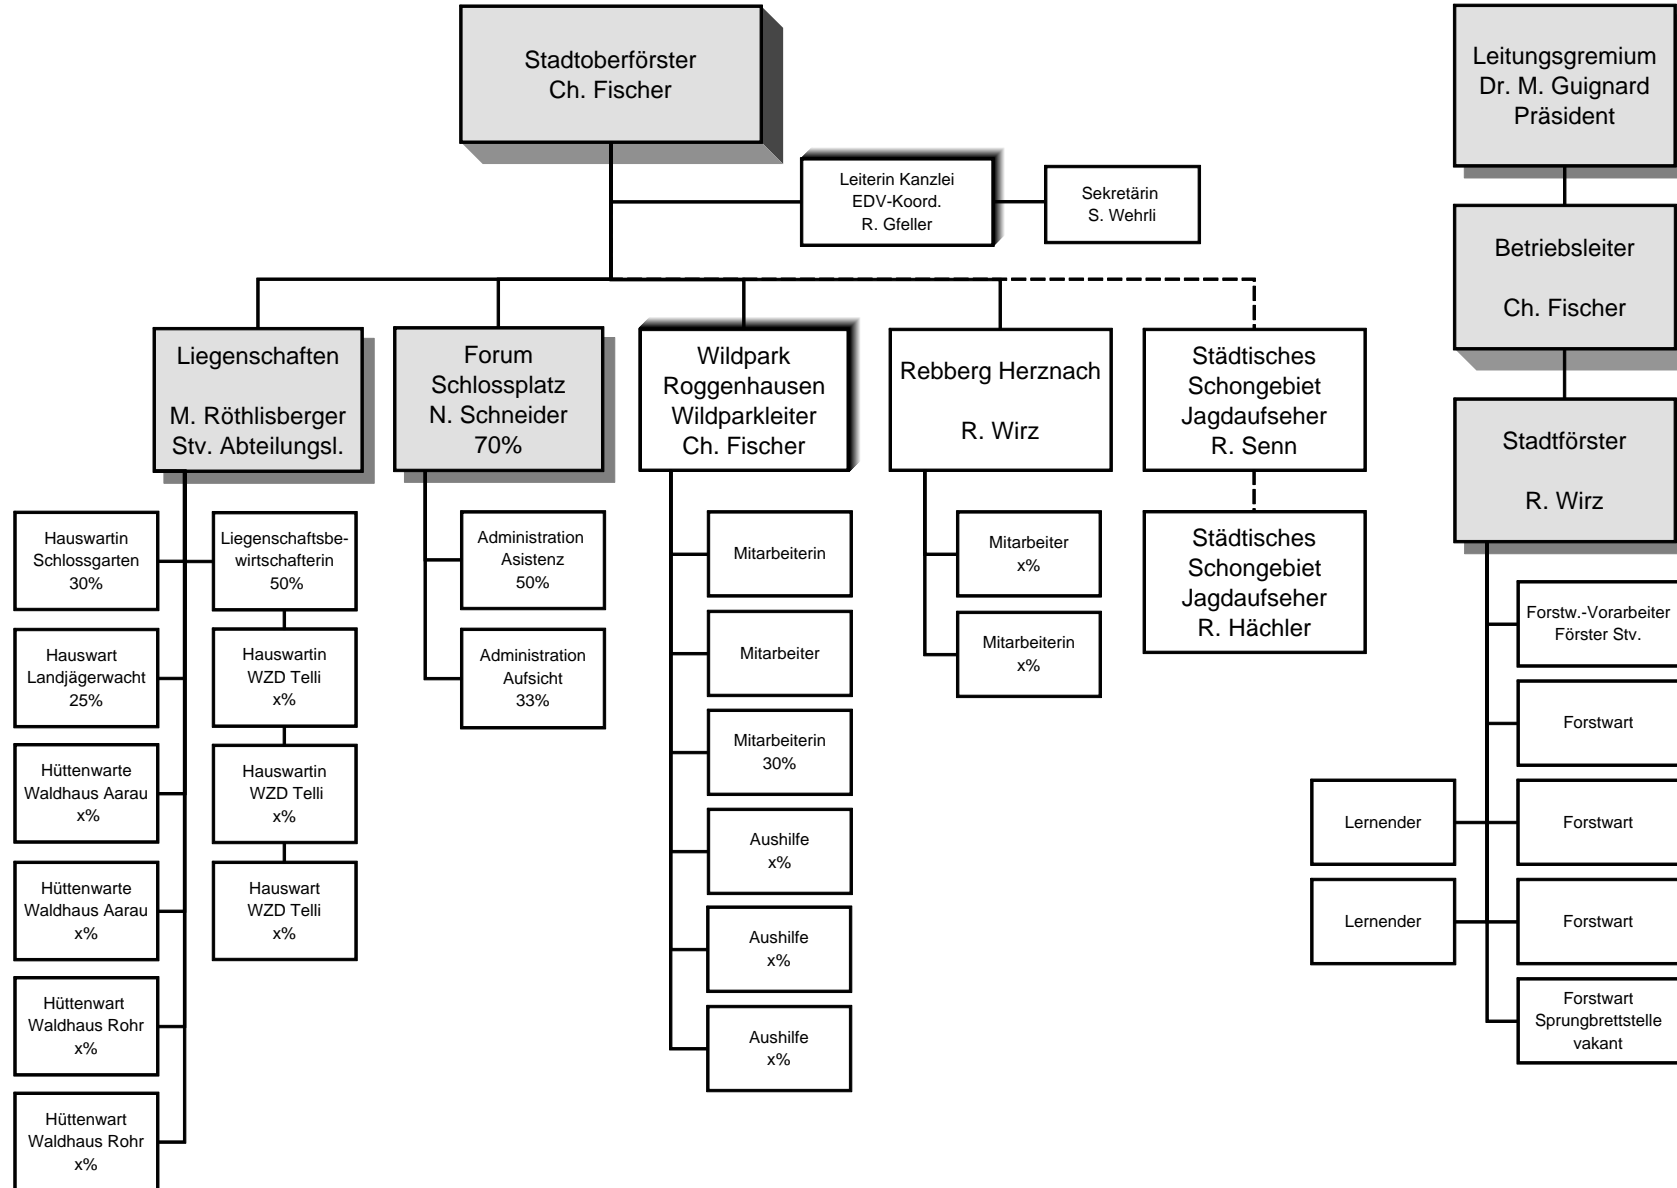 Stadtoberförster
Ch. Fischer
Leiterin Kanzlei
EDV-Koord.
R. Gfeller
Sekretärin
S. Wehrli
Liegenschaften
M. Röthlisberger
Stv. Abteilungsl.
Forum
Schlossplatz
N. Schneider
70%
Wildpark
Roggenhausen
Wildparkleiter
Ch. Fischer
Rebberg Herznach
R. Wirz
Städtisches
Schongebiet
Jagdaufseher
R. Senn
Hauswartin
Schlossgarten
30%
Hauswart
Landjägerwacht
25%
Hüttenwarte
Waldhaus Aarau
x%
Hüttenwarte
Waldhaus Aarau
x%
Hüttenwart
Waldhaus Rohr
x%
Hüttenwart
Waldhaus Rohr
x%
Liegenschaftsbe-
wirtschafterin
50%
Hauswartin
WZD Telli
x%
Hauswartin
WZD Telli
x%
Hauswart
WZD Telli
x%
Administration
Asistenz
50%
Administration
Aufsicht
33%
Mitarbeiterin
Mitarbeiter
Mitarbeiterin
30%
Aushilfe
x%
Aushilfe
x%
Aushilfe
x%
Mitarbeiter
x%
Mitarbeiterin
x%
Städtisches
Schongebiet
Jagdaufseher
R. Hächler
Leitungsgremium
Dr. M. Guignard
Präsident
Betriebsleiter
Ch. Fischer
Stadtförster
R. Wirz
Forstw.-Vorarbeiter
Förster Stv.
Forstwart
Lernender
Forstwart
Lernender
Forstwart
Forstwart
Sprungbrettstelle
vakant